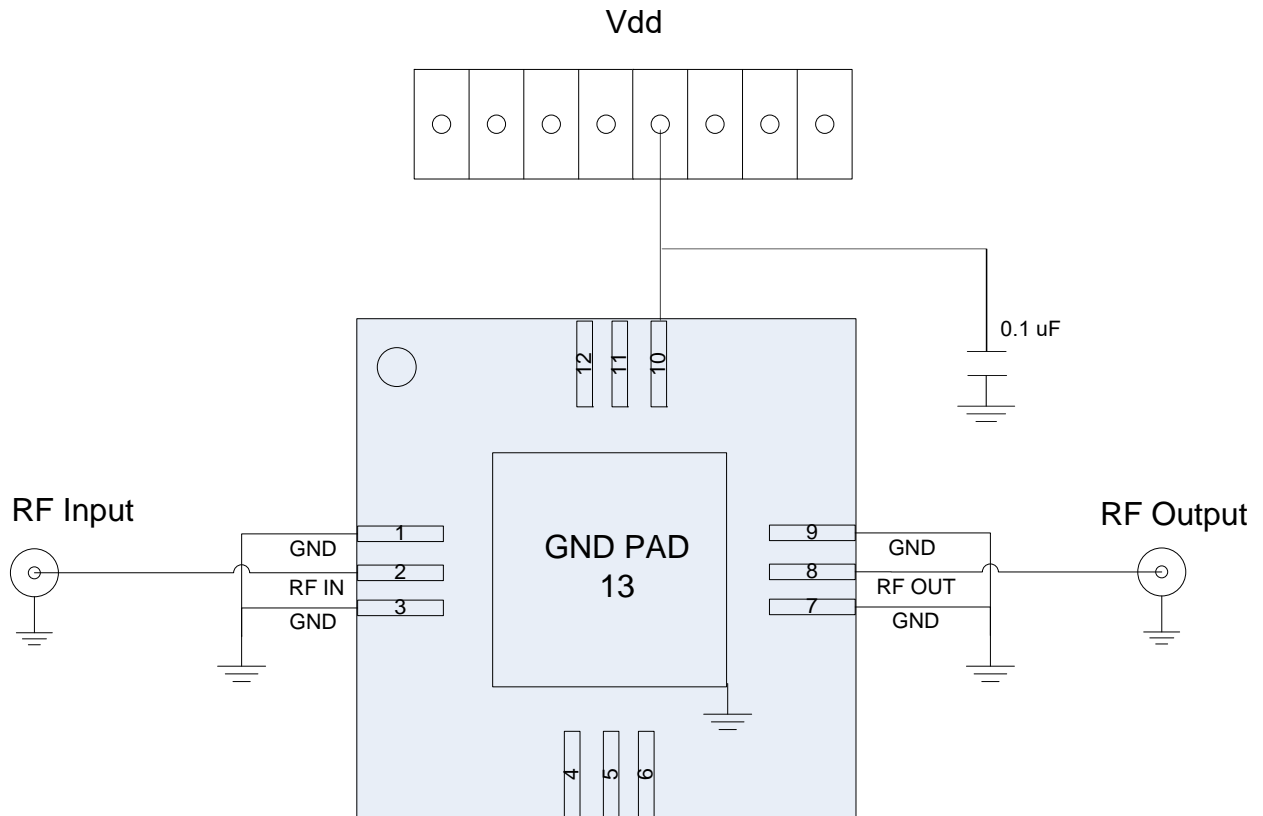 Vdd
0.1 uF
12
11
10
RF Input
RF Output
1
GND
2
RF IN
3
GND
GND PAD
13
9
GND
8
RF OUT
7
GND
4
5
6